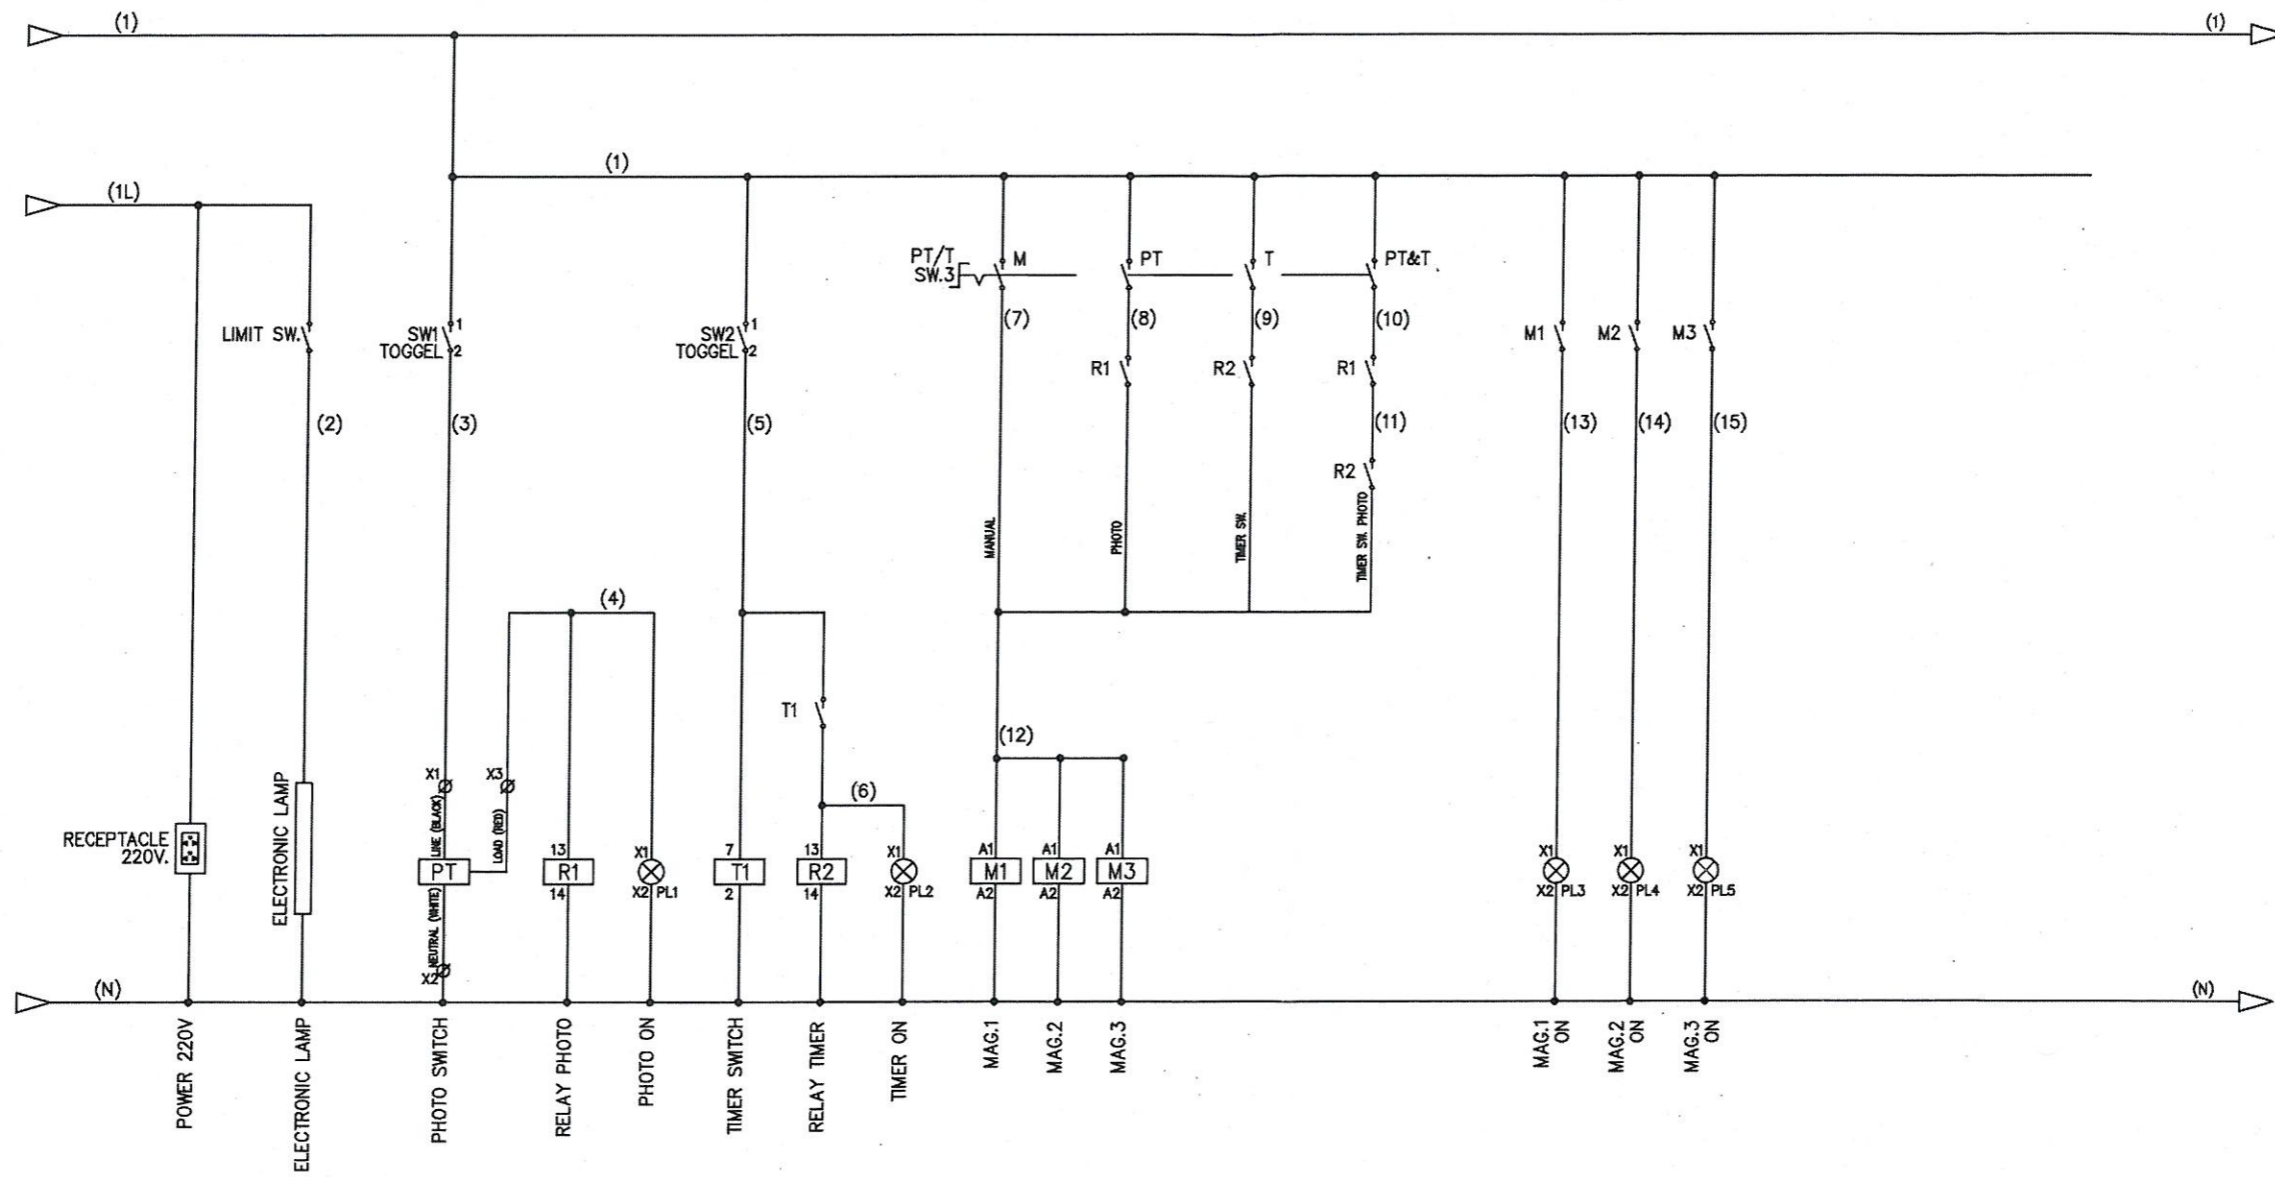 (1)
(1)
(1)
(1L)
PT/T
SW.3
M
PT
T
PT&T
(7)
(8)
(9)
(10)
LIMIT SW.
SW1
TOGGEL
1
2
SW2
TOGGEL
1
2
M1
M2
M3
R1
R2
R1
(2)
(3)
(5)
(11)
(13)
(14)
(15)
R2
MANUAL
PHOTO
TIMER SW.
TIMER SW. PHOTO
(4)
T1
(12)
(6)
X1
X3
LINE (BLACK)
LOAD (RED)
NEUTRAL (WHITE)
X2
RECEPTACLE
220V.
ELECTRONIC LAMP
PT
13
R1
14
X1
X2 PL1
7
T1
2
13
R2
14
X1
X2 PL2
A1
M1
A2
A1
M2
A2
A1
M3
A2
X1
X2 PL3
X1
X2 PL4
X1
X2 PL5
(N)
(N)
POWER 220V
ELECTRONIC LAMP
PHOTO SWITCH
RELAY PHOTO
PHOTO ON
TIMER SWITCH
RELAY TIMER
TIMER ON
MAG.1
MAG.2
MAG.3
MAG.1
ON
MAG.2
ON
MAG.3
ON